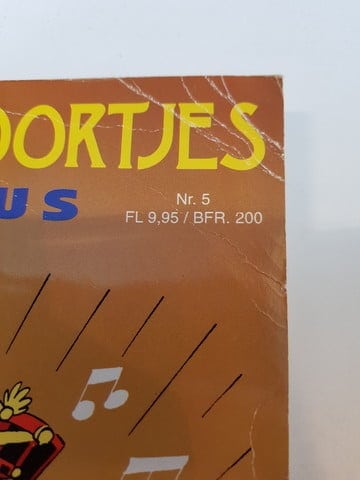 OORTJES
US
Nr. 5
FL 9,95 / BFR. 200